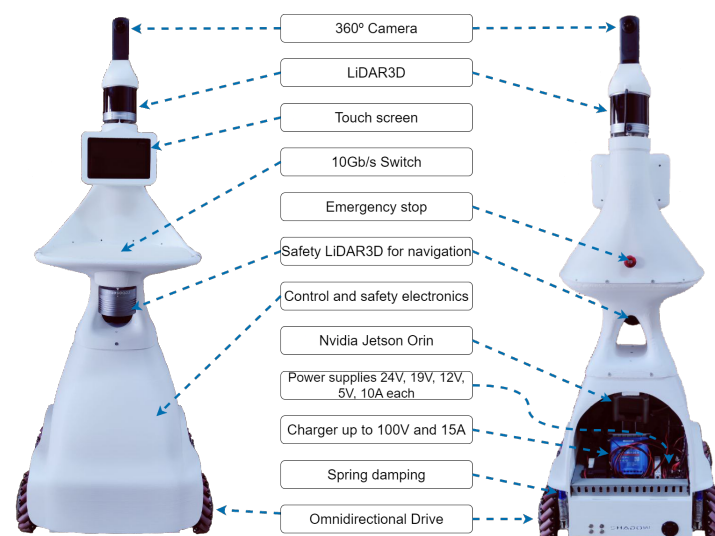 360º Camera
LiDAR3D
Touch screen
10Gb/s Switch
Emergency stop
Safety LiDAR3D for navigation
Control and safety electronics
Nvidia Jetson Orin
Power supplies 24V, 19V, 12V,
5V, 10A each
Charger up to 100V and 15A
Spring damping
Omnidirectional Drive
SHADOW